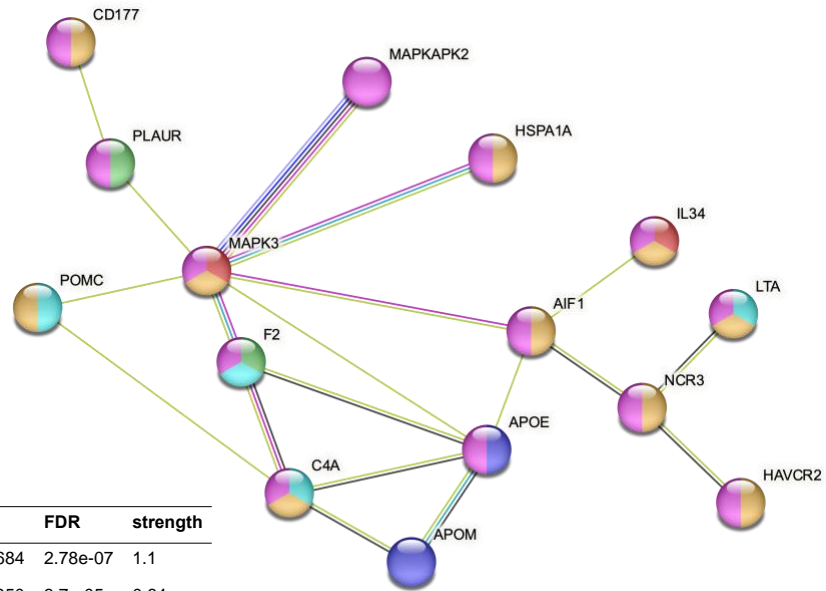 CD177
MAPKAPK2
PLAUR
HSPA1A
IL34
MAPK3
POMC
LTA
AIF1
F2
NCR3
APOE
C4A
HAVCR2
FDR strength
684 2.78e-07 1.1
APOM